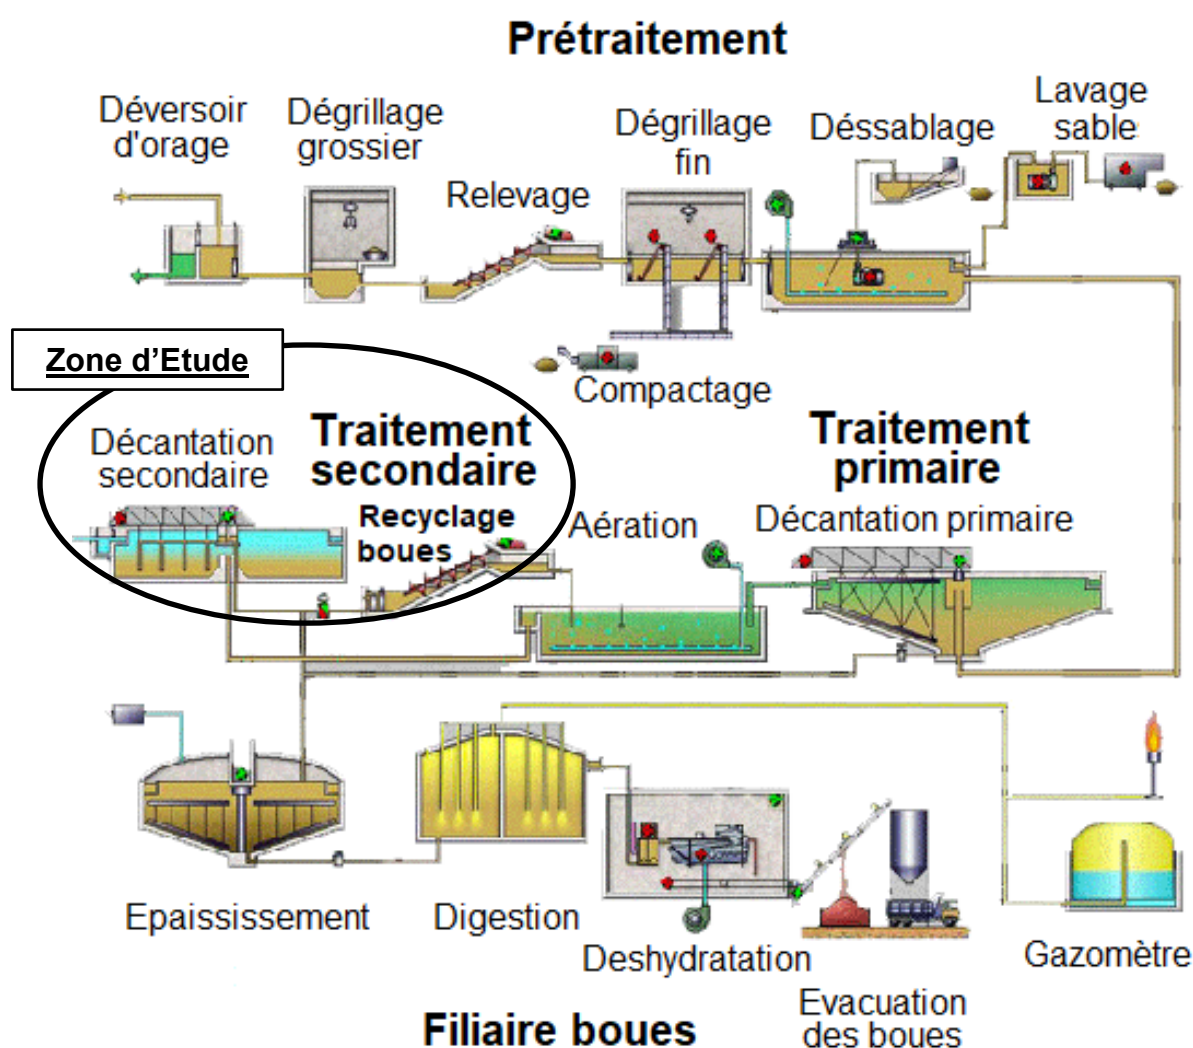 Prétraitement
Déversoir
d'orage
Dégrillage
grossier
Relevage
Dégrillage
fin
Déssablage
Lavage
sable
Compactage
Zone d'Etude
Décantation
secondaire
Traitement
secondaire
Recyclage
boues
Aération
Traitement
primaire
Décantation primaire
Epaississement
Digestion
Deshydratation
Evacuation
des boues
Gazomètre
Filiaire boues